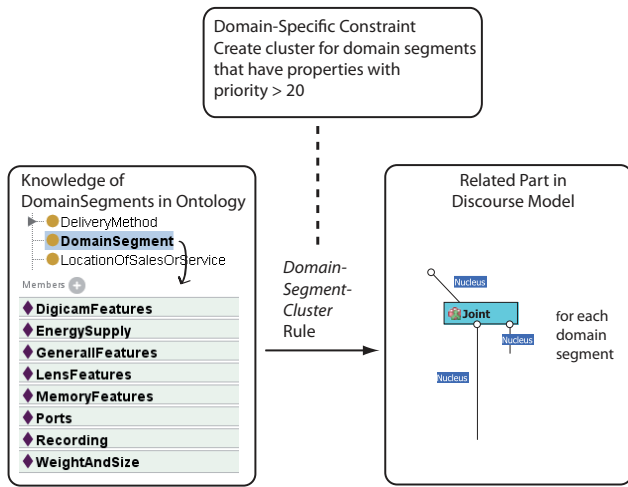 Domain-Specific Constraint
Create cluster for domain segments
that have properties with
priority > 20
Knowledge of
DomainSegments in Ontology
DeliveryMethod
DomainSegment
LocationOfSalesOrService
Members
DigicamFeatures
EnergySupply
GenerallFeatures
LensFeatures
MemoryFeatures
Ports
Recording
WeightAndSize
Domain-
Segment-
Cluster
Rule
Related Part in
Discourse Model
Nucleus
Joint
Nucleus
Nucleus
for each
domain
segment